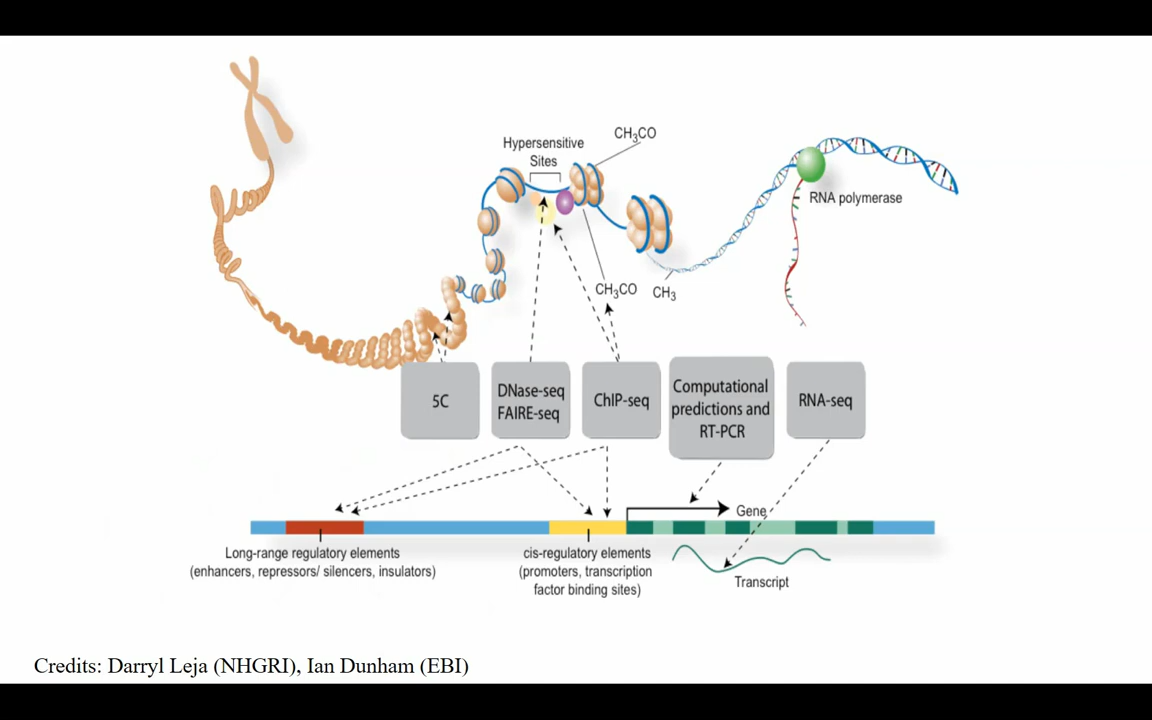 CH3CO
Hypersensitive
Sites
RNA polymerase
CH3CO
CH3
5C
DNase-seq
FAIRE-seq
ChIP-seq
Computational
predictions and
RT-PCR
RNA-seq
Gene
Long-range regulatory elements
(enhancers, repressors/ silencers, insulators)
cis-regulatory elements
(promoters, transcription
factor binding sites)
Transcript
Credits: Darryl Leja (NHGRI), Ian Dunham (EBI)